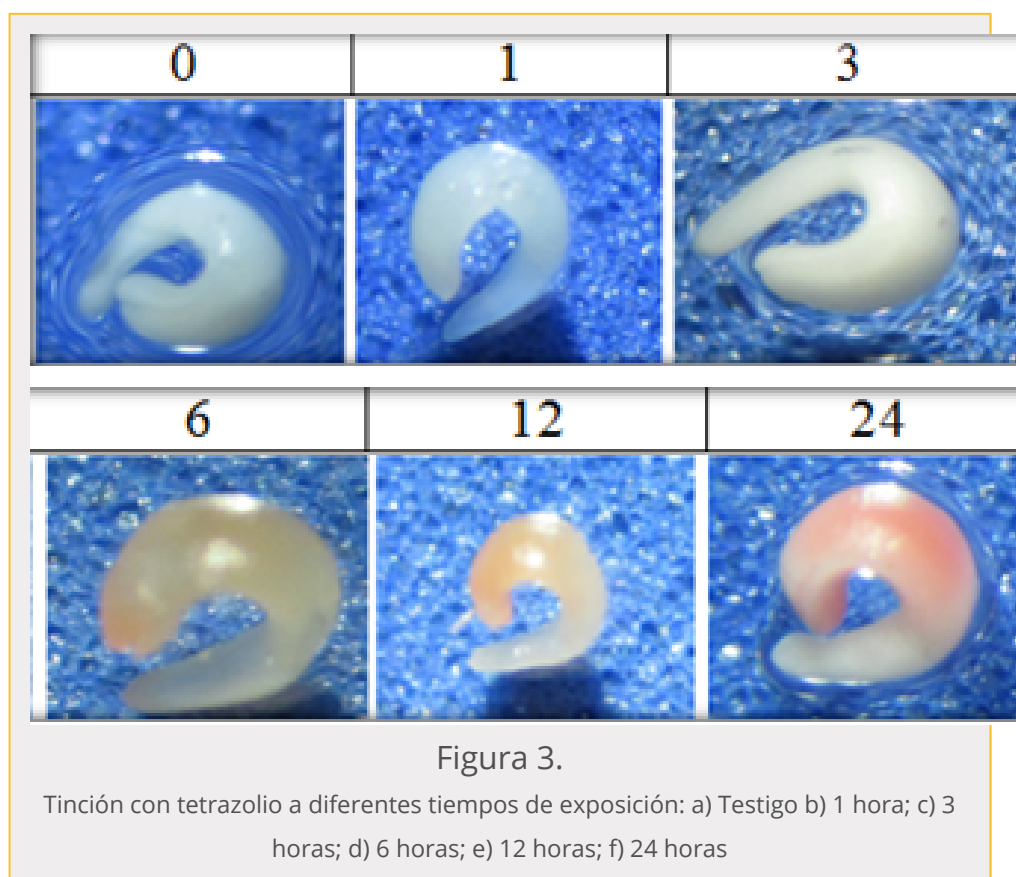 0 1 3
6 12 24
Figura 3.
Tinción con tetrazolio a diferentes tiempos de exposición: a) Testigo b) 1 hora; c) 3
horas; d) 6 horas; e) 12 horas; f) 24 horas